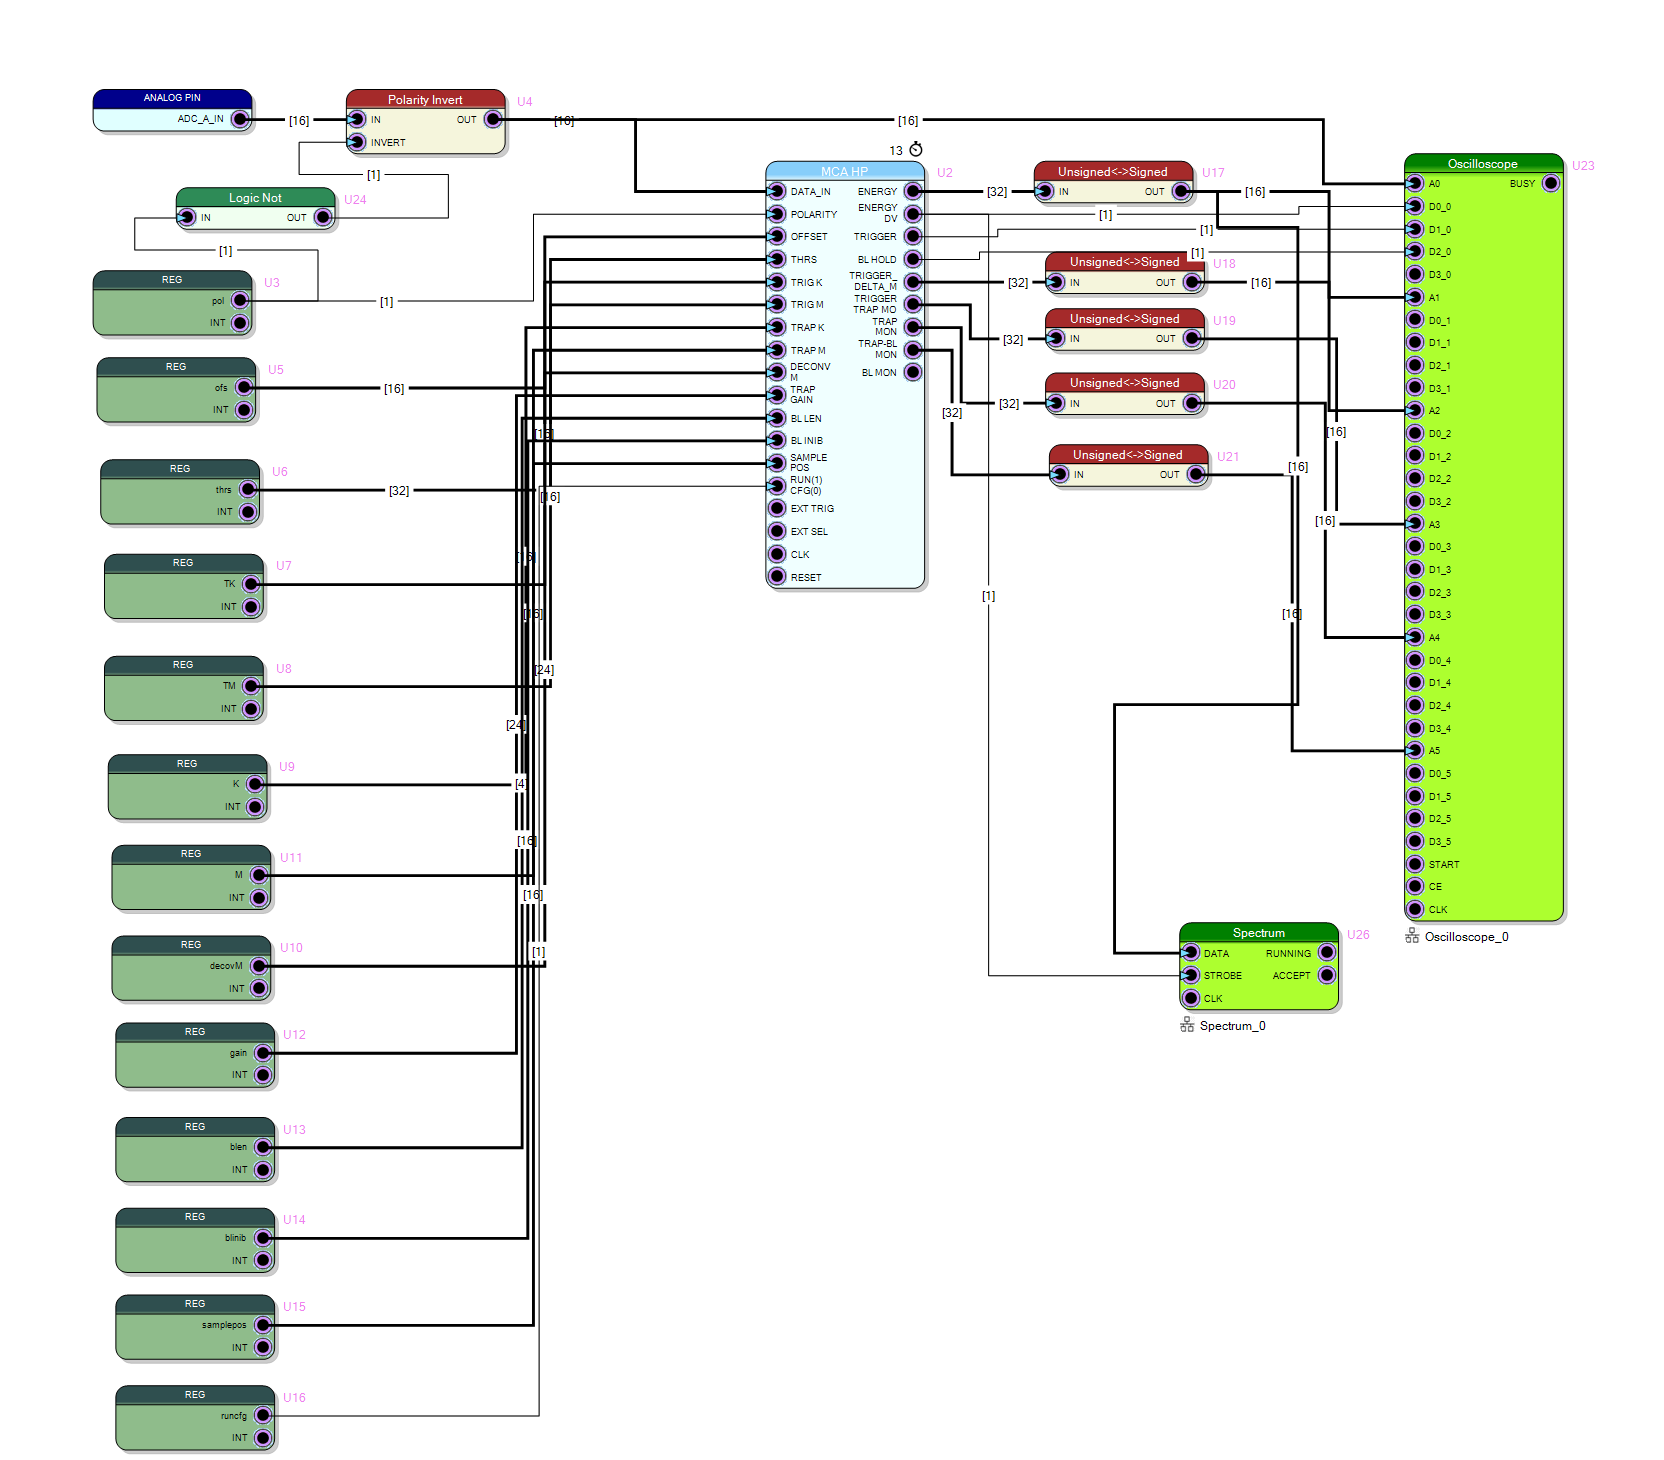 ANALOG PIN
ADC_A_IN
[16]
Polarity Invert
U4
IN
OUT
INVERT
[16]
[16]
[1]
Logic Not
U24
IN
OUT
[1]
REG
U3
pol
INT
[1]
REG
U5
ofs
INT
[16]
REG
U6
thrs
INT
[32]
REG
U7
TK
INT
REG
U8
TM
INT
REG
U9
K
INT
REG
U11
M
INT
REG
U10
decovM
INT
REG
U12
gain
INT
REG
U13
blen
INT
REG
U14
blinib
INT
REG
U15
samplepos
INT
REG
U16
runcfg
INT
[16]
[16]
[16]
[16]
[24]
[24]
[4]
[16]
[16]
[1]
13
MCA HP
U2
DATA_IN
POLARITY
OFFSET
THRS
TRIG K
TRIG M
TRAP K
TRAP M
DECONV
M
TRAP
GAIN
BL LEN
BL INIB
SAMPLE
POS
RUN(1)
CFG(0)
EXT TRIG
EXT SEL
CLK
RESET
ENERGY
ENERGY
DV
TRIGGER
BL HOLD
TRIGGER_
DELTA_M
TRIGGER
TRAP MO
TRAP
MON
TRAP-BL
MON
BL MON
[32]
Unsigned<->Signed
U17
IN
OUT
[16]
[1]
[1]
[1]
Unsigned<->Signed
U18
[32]
IN
OUT
[16]
Unsigned<->Signed
U19
[32]
IN
OUT
Unsigned<->Signed
U20
[32]
IN
OUT
[32]
[16]
Unsigned<->Signed
U21
IN
OUT
[16]
[16]
[1]
[16]
Oscilloscope
U23
A0
BUSY
D0_0
D1_0
D2_0
D3_0
A1
D0_1
D1_1
D2_1
D3_1
A2
D0_2
D1_2
D2_2
D3_2
A3
D0_3
D1_3
D2_3
D3_3
A4
D0_4
D1_4
D2_4
D3_4
A5
D0_5
D1_5
D2_5
D3_5
START
CE
CLK
Oscilloscope_0
Spectrum
U26
DATA
RUNNING
STROBE
ACCEPT
CLK
Spectrum_0